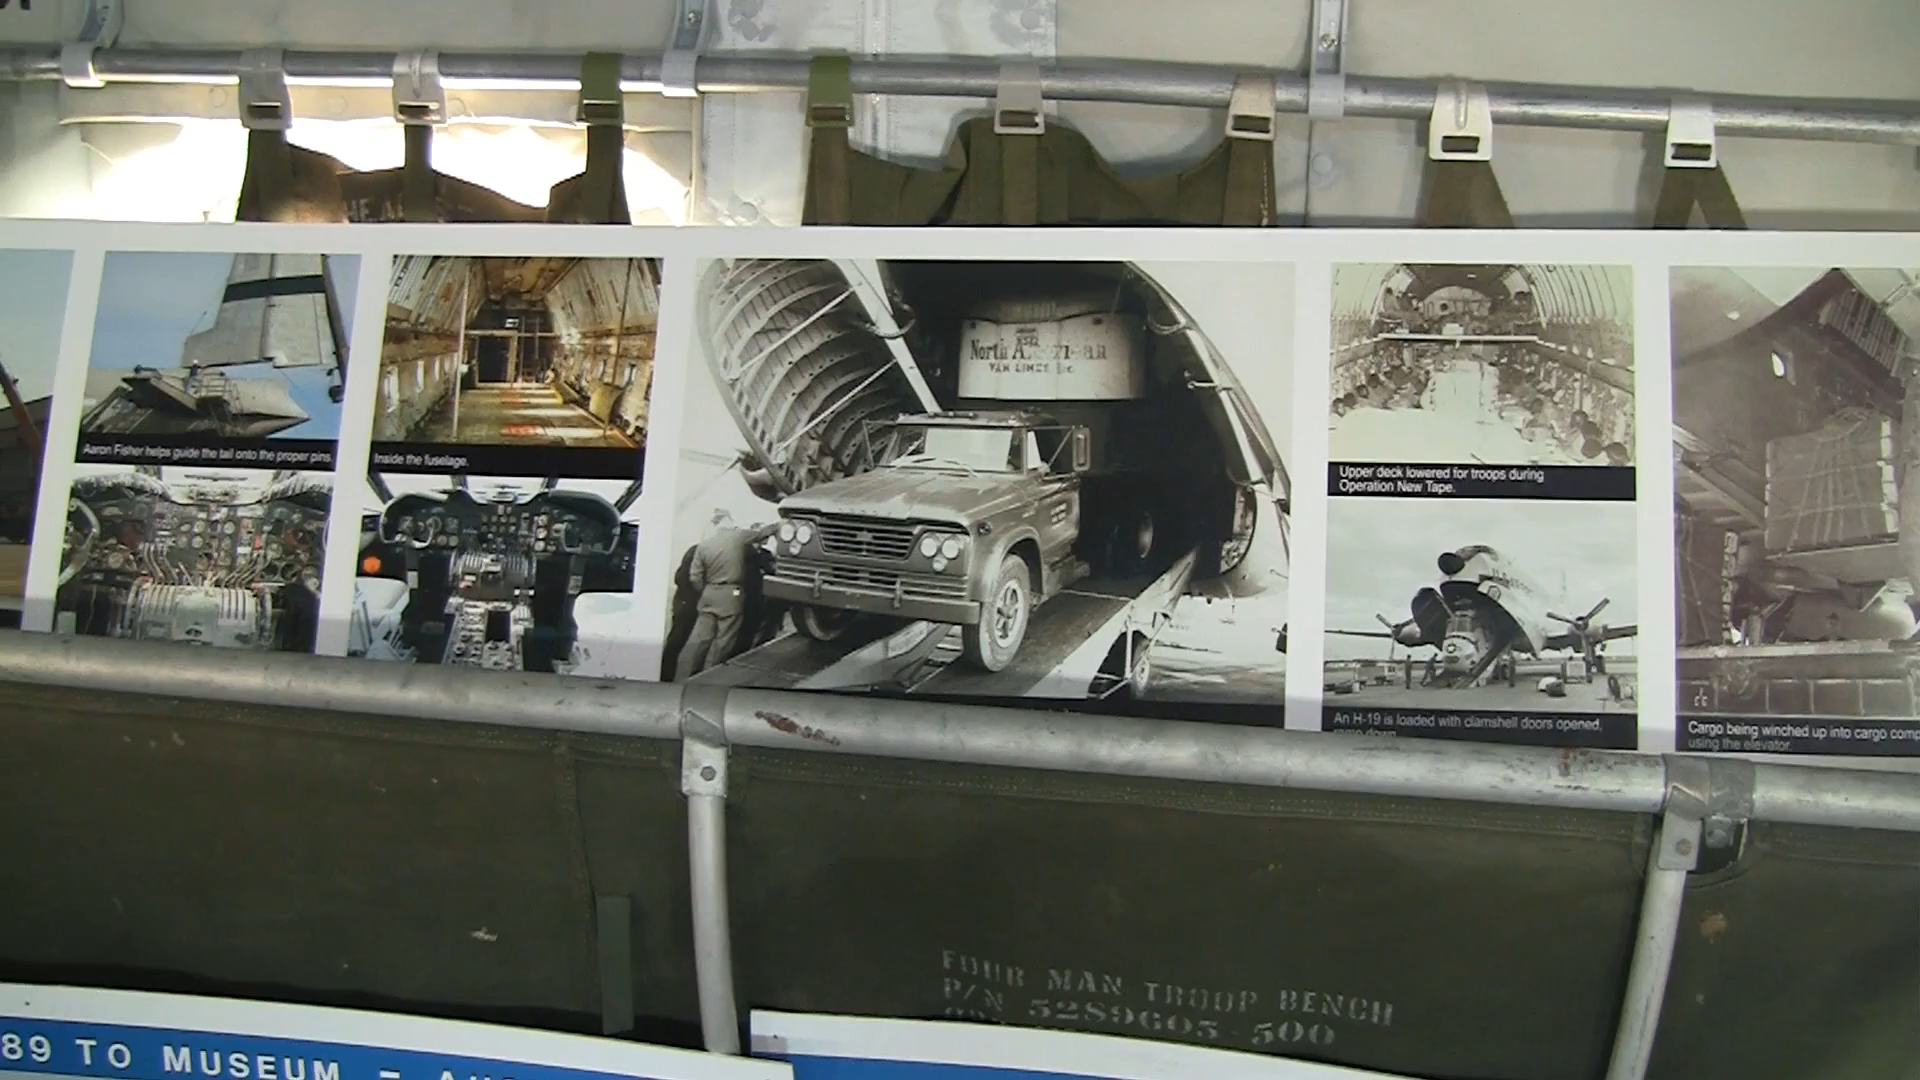 Aaron Fisher helps guide the tail onto the proper pins
Inside the fuselage.
North American
VAN LINES Inc.
Upper deck lowered for troops during
Operation New Tape.
An H-19 is loaded with clamshell doors opened,
ramp down
Cargo being winched up into cargo comp
using the elevator.
FOUR MAN TROOP BENCH
P/N 5289605-500
89 TO MUSEUM -